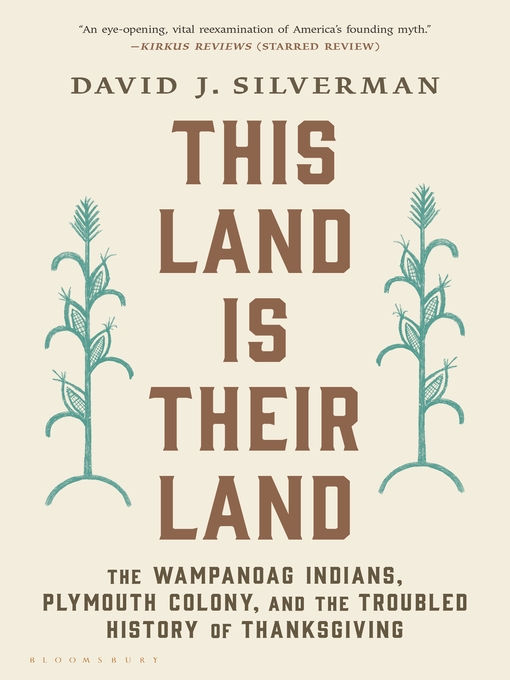 “An eye-opening, vital reexamination of America’s founding myth.”
—KIRKUS REVIEWS (STARRED REVIEW)
DAVID J. SILVERMAN
THIS
LAND
IS
THEIR
LAND
THE WAMPANOAG INDIANS,
PLYMOUTH COLONY, AND THE TROUBLED
HISTORY OF THANKSGIVING
BLOOMSBURY